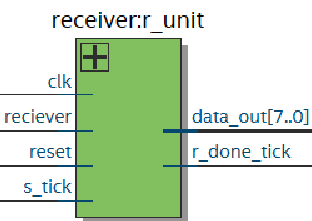 receiver:r_unit
clk
reciever
reset
s_tick
data_out[7..0]
r_done_tick